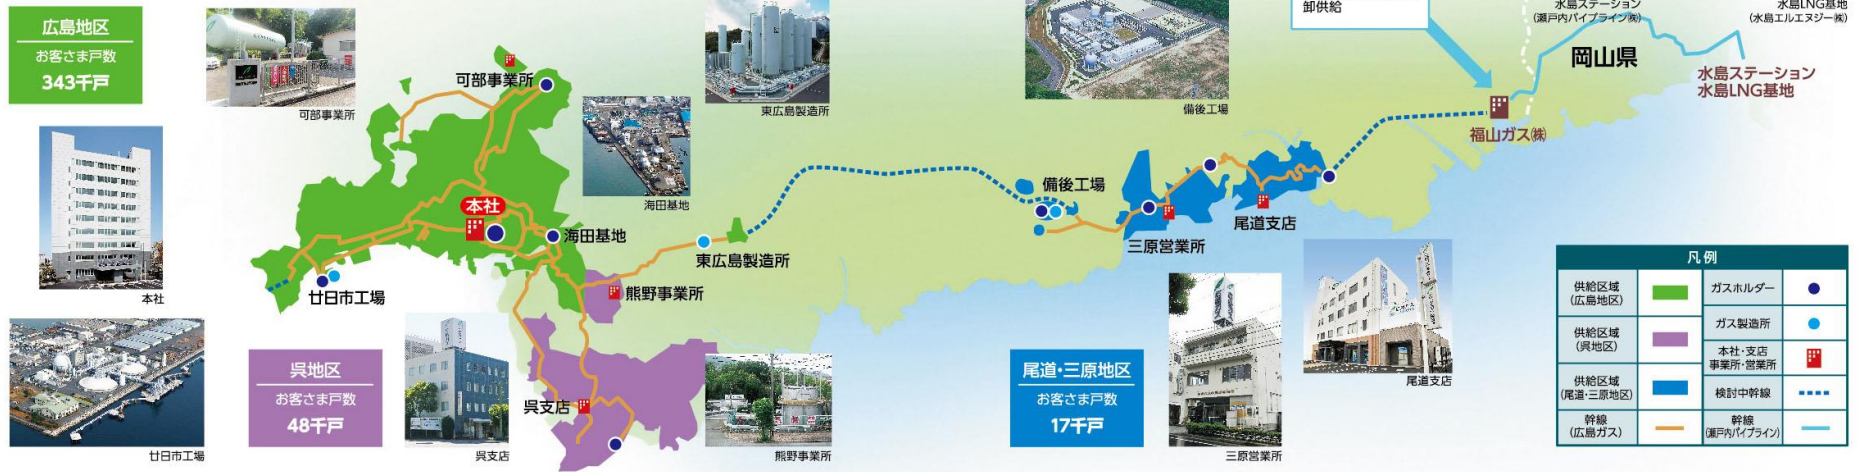 広島地区
お客さま戸数
343千戸
可部事業所
可部事業所
東広島製造所
備後工場
卸供給
水島ステーション
(瀬戸内パイプライン㈱)
水島LNG基地
(水島エルエヌジー㈱)
岡山県
水島ステーション
水島LNG基地
福山ガス㈱
本社
本社
海田基地
海田基地
東広島製造所
備後工場
三原営業所
尾道支店
廿日市工場
熊野事業所
廿日市工場
呉地区
お客さま戸数
48千戸
呉支店
呉支店
熊野事業所
尾道・三原地区
お客さま戸数
17千戸
三原営業所
尾道支店
凡例
供給区域
(広島地区)
ガスホルダー
供給区域
(呉地区)
ガス製造所
本社・支店
事業所・営業所
供給区域
(尾道・三原地区)
検討中幹線
幹線
(広島ガス)
幹線
(瀬戸内パイプライン)